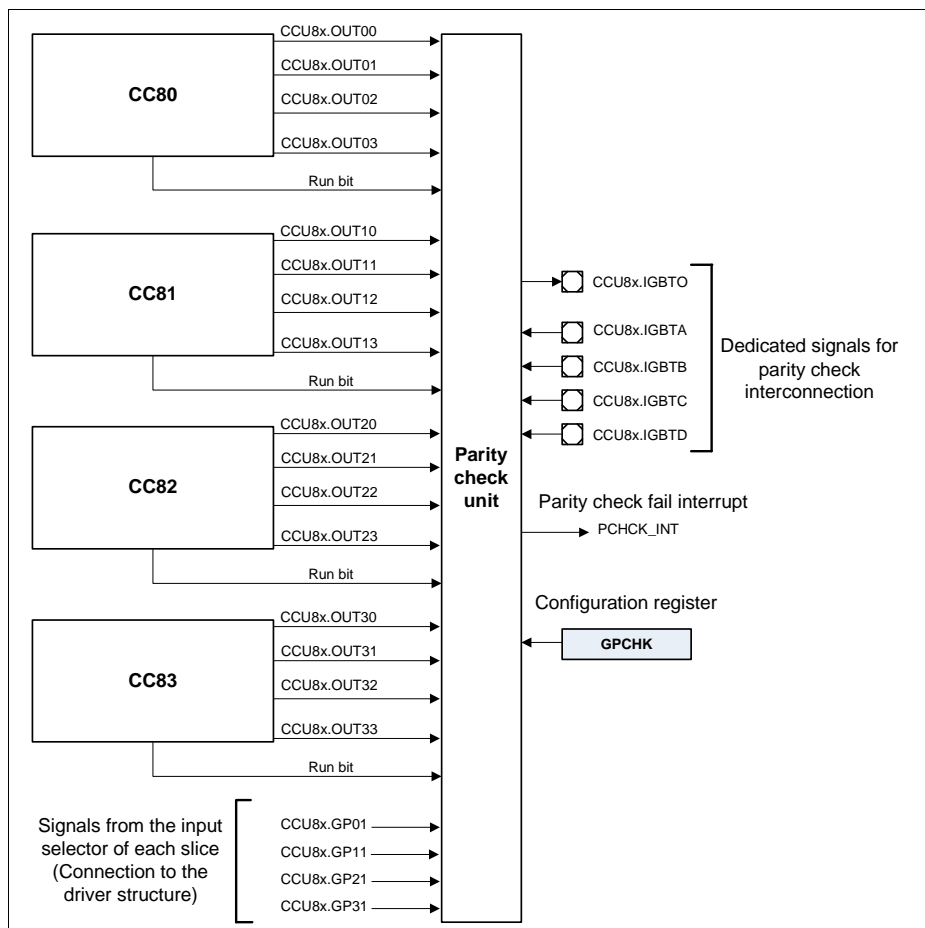 CCU8x.OUT00
CCU8x.OUT01
CC80
CCU8x.OUT02
CCU8x.OUT03
Run bit
CCU8x.OUT10
CCU8x.OUT11
CC81
CCU8x.OUT12
CCU8x.OUT13
Run bit
CCU8x.OUT20
CCU8x.OUT21
CC82
CCU8x.OUT22
CCU8x.OUT23
Run bit
CCU8x.OUT30
CCU8x.OUT31
CC83
CCU8x.OUT32
CCU8x.OUT33
Run bit
Signals from the input
selector of each slice
(Connection to the
driver structure)
CCU8x.GP01
CCU8x.GP11
CCU8x.GP21
CCU8x.GP31
Parity
check
unit
CCU8x.IGBTO
CCU8x.IGBTA
CCU8x.IGBTB
CCU8x.IGBTC
CCU8x.IGBTD
Dedicated signals for
parity check
interconnection
Parity check fail interrupt
PCHCK_INT
Configuration register
GPCHK